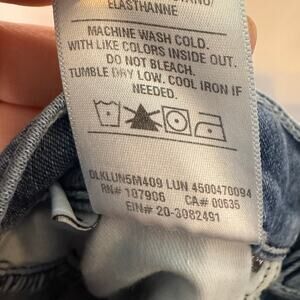 ELASTHANNE
MACHINE WASH COLD.
WITH LIKE COLORS INSIDE OUT.
DO NOT BLEACH.
TUMBLE DRY LOW. COOL IRON IF
NEEDED.
DLKLUN5M409 LUN 4500470094
RN# 107906 CA# 00635
EIN# 20-3082491